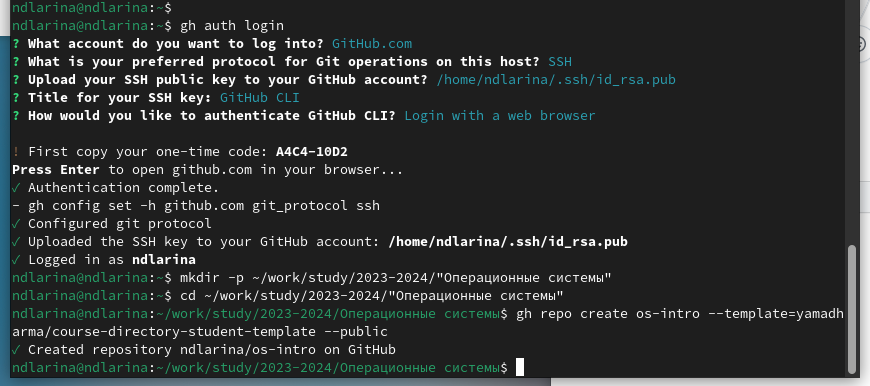 ndlarina@ndlarina:~$
ndlarina@ndlarina:~$ gh auth login
? What account do you want to log into? GitHub.com
? What is your preferred protocol for Git operations on this host? SSH
? Upload your SSH public key to your GitHub account? /home/ndlarina/.ssh/id_rsa.pub
? Title for your SSH key: GitHub CLI
? How would you like to authenticate GitHub CLI? Login with a web browser
! First copy your one-time code: A4C4-10D2
Press Enter to open github.com in your browser...
✓ Authentication complete.
- gh config set -h github.com git_protocol ssh
✓ Configured git protocol
✓ Uploaded the SSH key to your GitHub account: /home/ndlarina/.ssh/id_rsa.pub
✓ Logged in as ndlarina
ndlarina@ndlarina:~$ mkdir -p ~/work/study/2023-2024/"Операционные системы"
ndlarina@ndlarina:~$ cd ~/work/study/2023-2024/"Операционные системы"
ndlarina@ndlarina:~/work/study/2023-2024/Операционные системы$ gh repo create os-intro --template=yamadh
arma/course-directory-student-template --public
✓ Created repository ndlarina/os-intro on GitHub
ndlarina@ndlarina:~/work/study/2023-2024/Операционные системы$